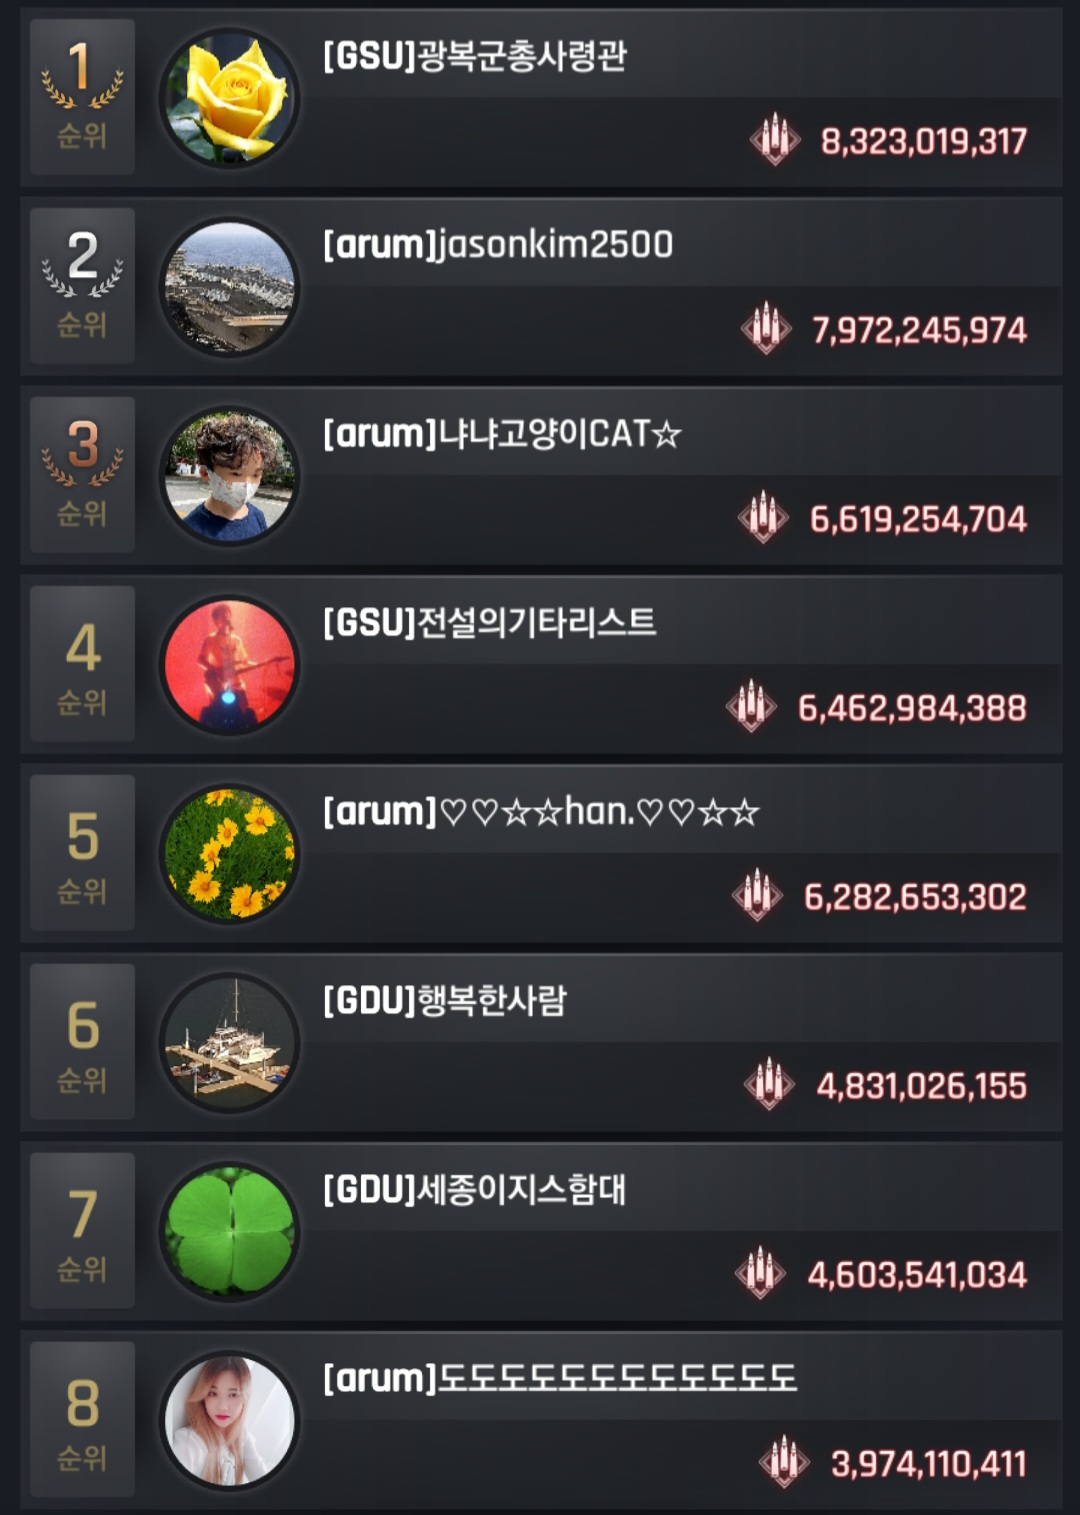 1
순위
[GSU]광복군총사령관
8,323,019,317
2
순위
[arum]jasonkim2500
7,972,245,974
3
순위
[arum]냐냐고양이CAT☆
6,619,254,704
4
순위
[GSU]전설의기타리스트
6,462,984,388
5
순위
[arum]♡♡☆☆han.♡♡☆☆
6,282,653,302
6
순위
[GDU]행복한사람
4,831,026,155
7
순위
[GDU]세종이지스함대
4,603,541,034
8
순위
[arum]도도도도도도도도도도도도
3,974,110,411